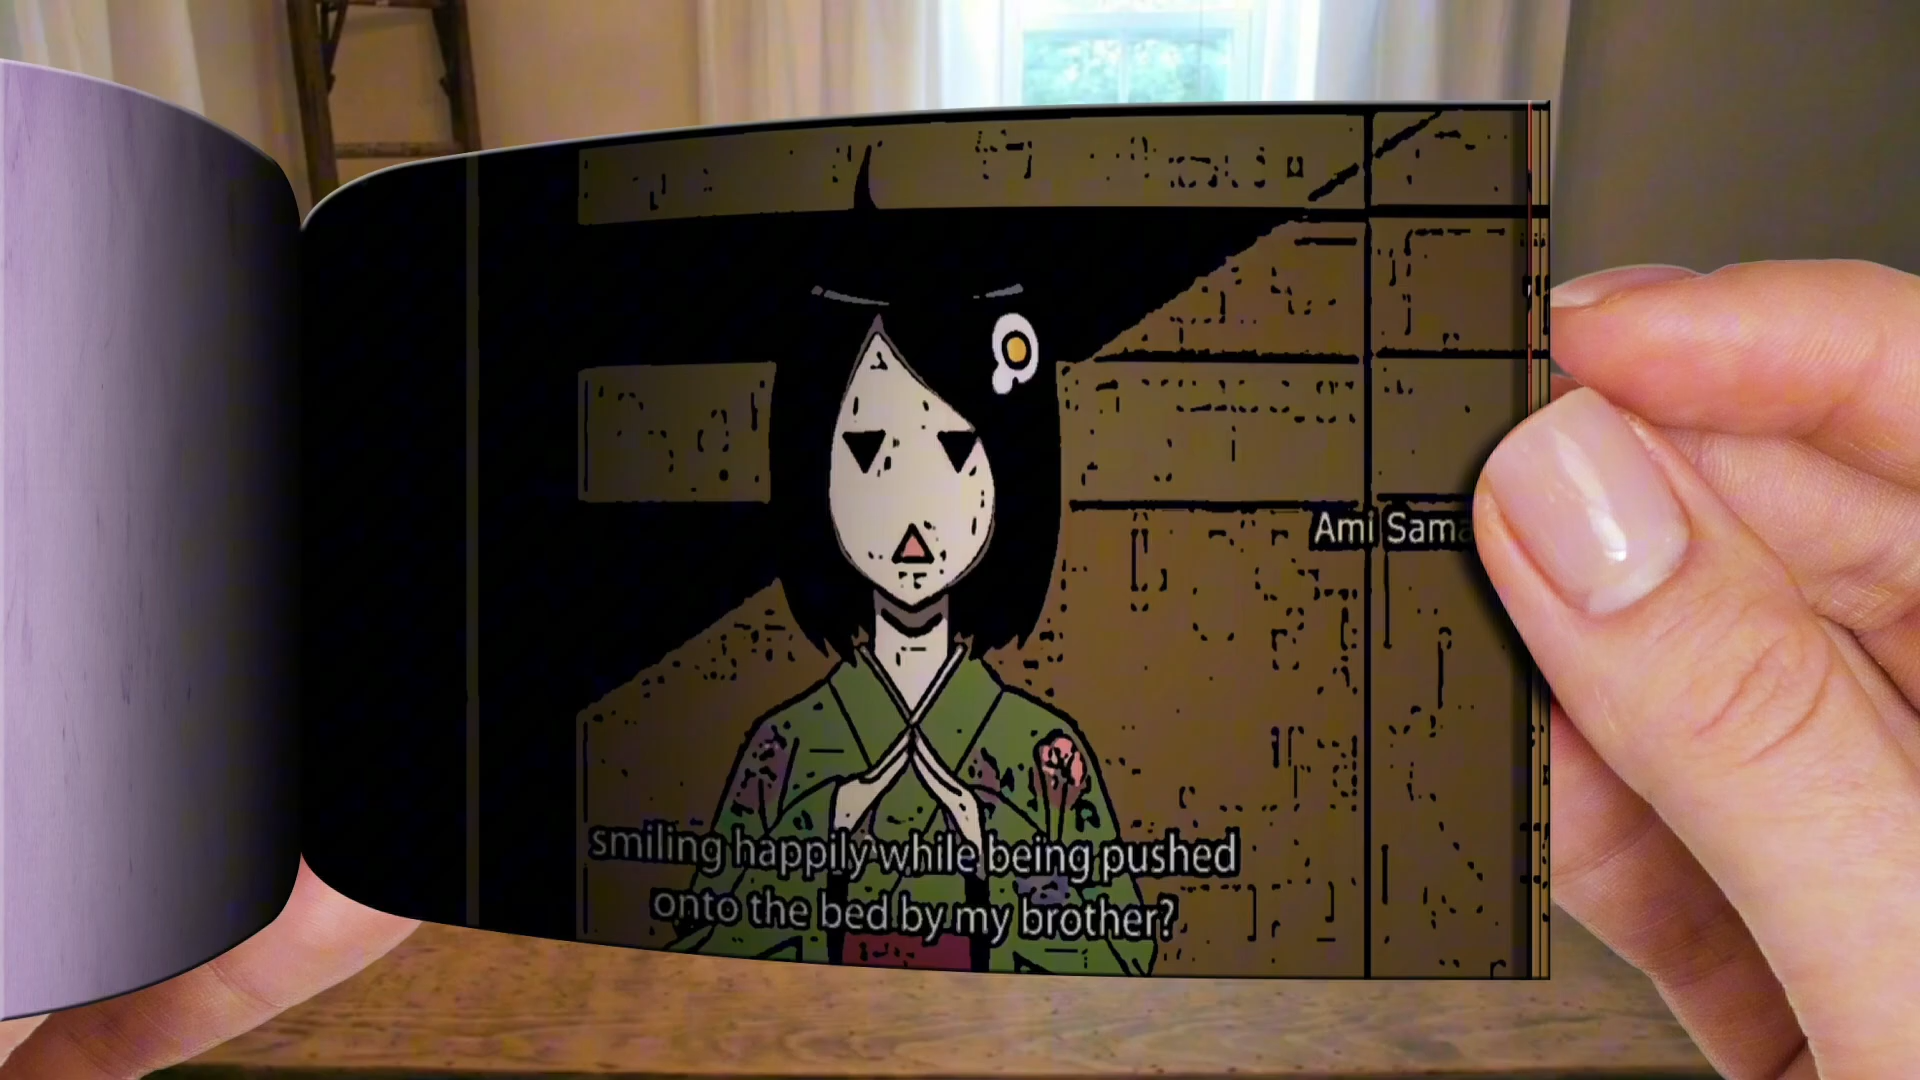 Ami Sama
smiling happily while being pushed
onto the bed by my brother?